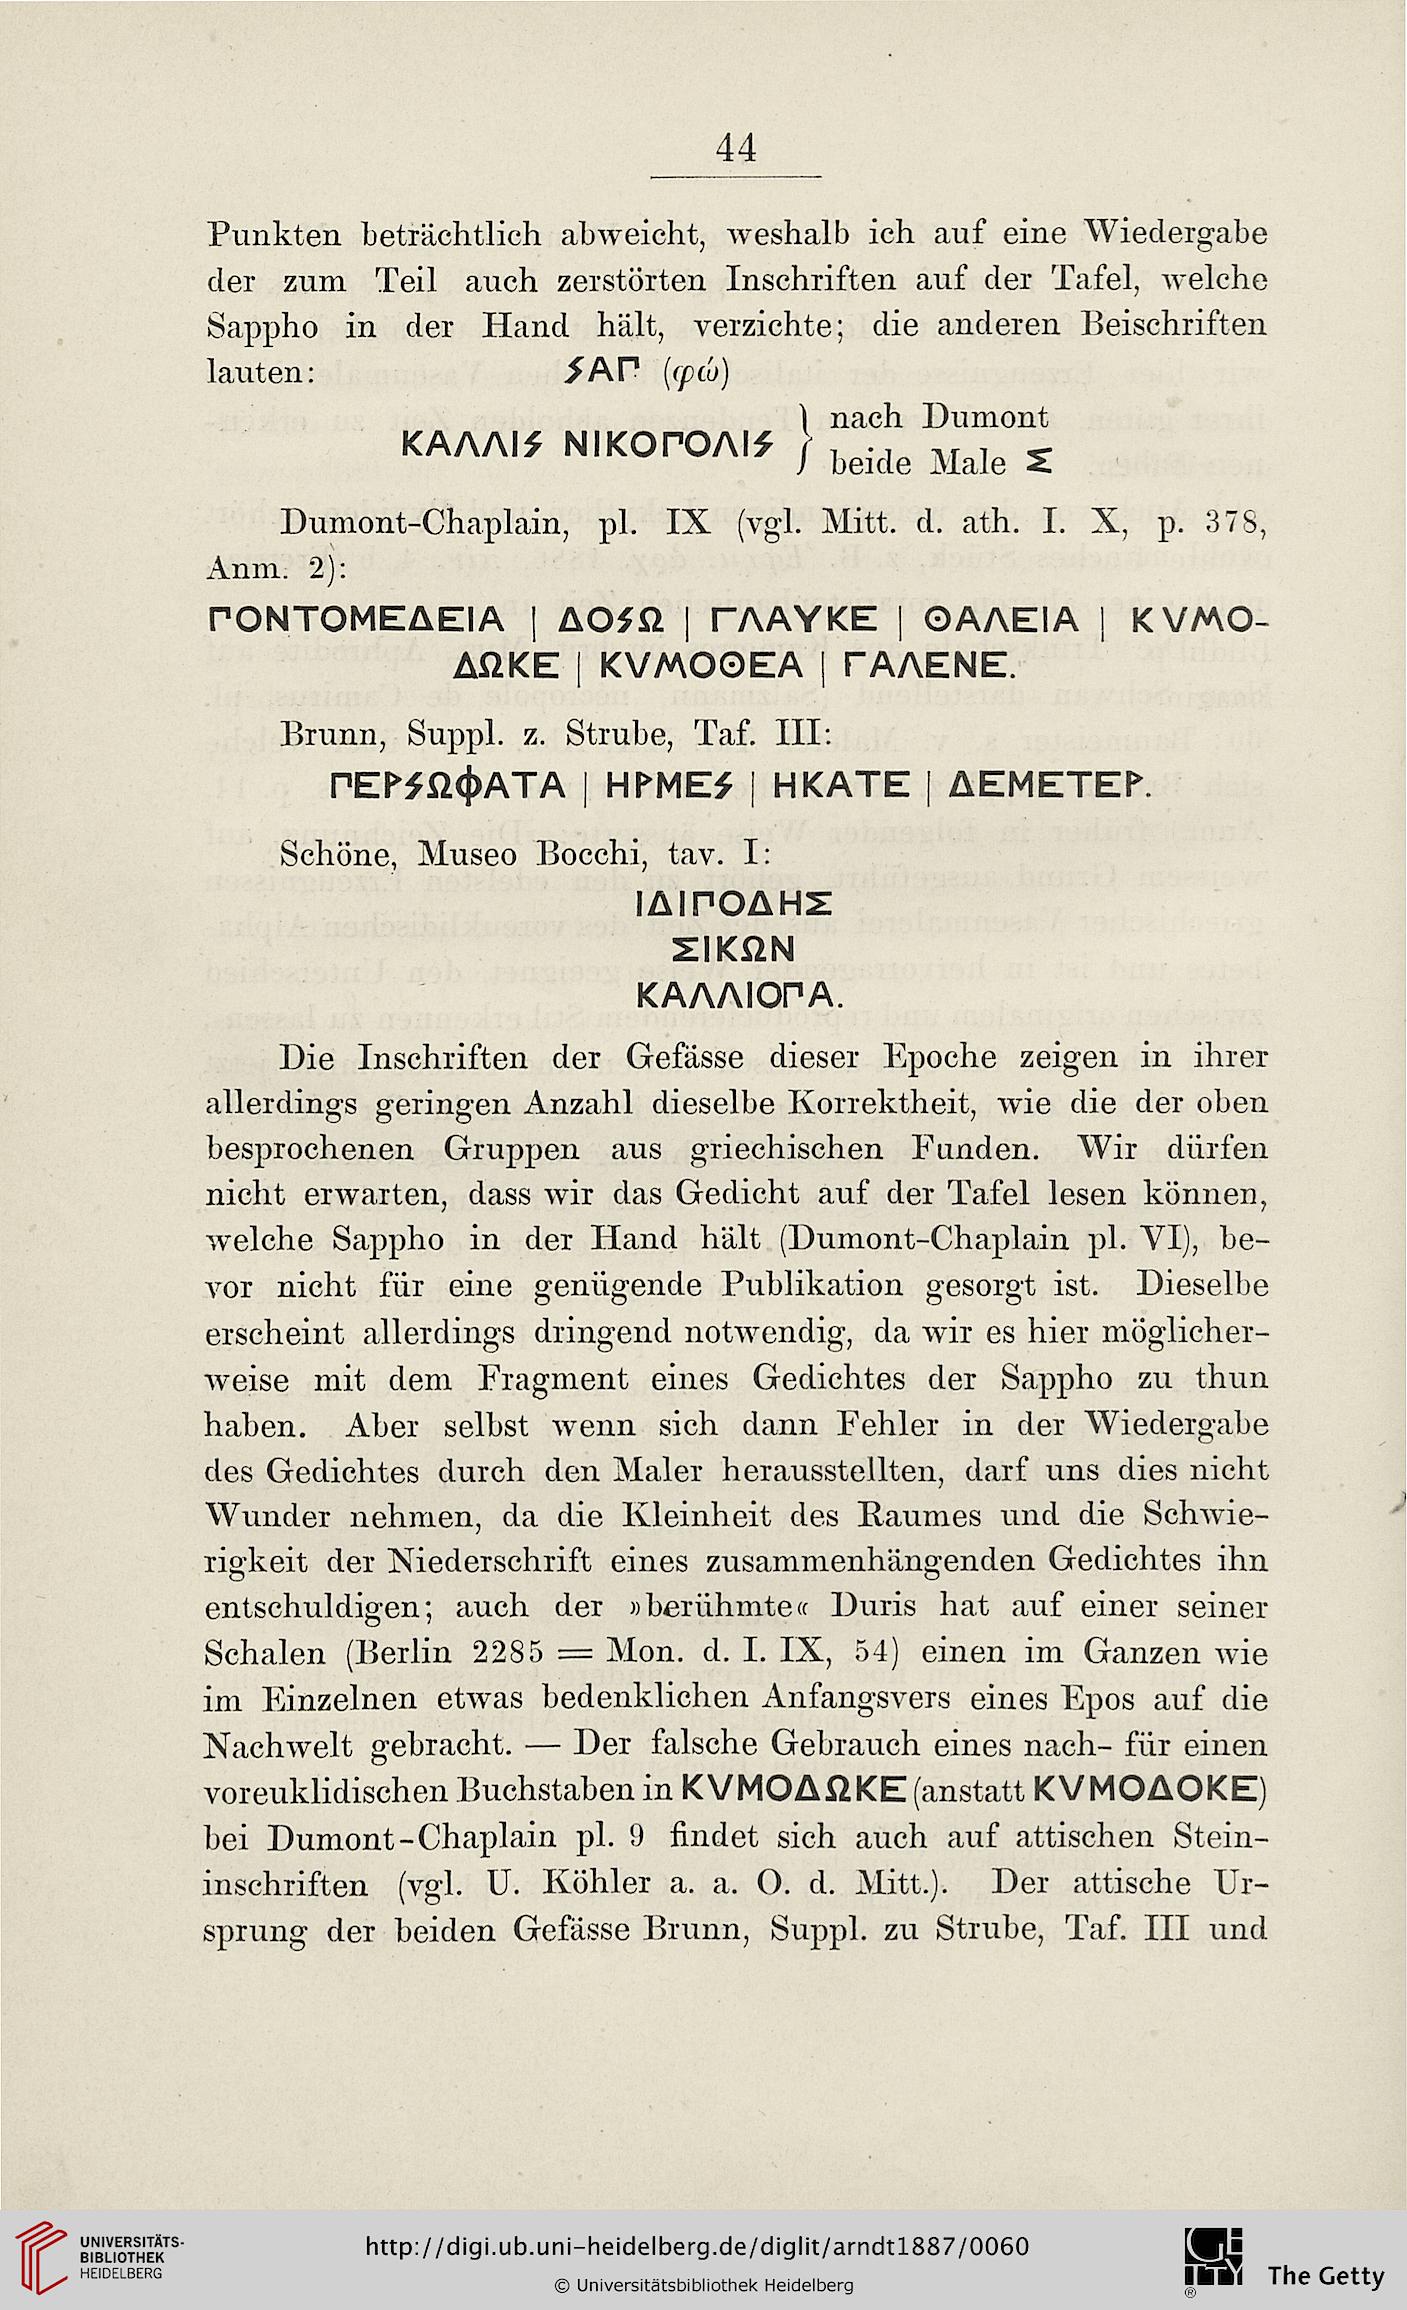 44
Punkten beträchtlich abweicht, weshalb ich auf eine Wiedergabe
der zum Teil auch zerstörten Inschriften auf der Tafel, welche
Sappho in der Hand hält, verzichte; die anderen Beischriften
lauten: ΣΑΠ (φώ)
ΚΑΛΛΙΣ ΝΙΚΟΠΟΛΙΣ } nach Dumont
beide Male Σ
Dumont-Chaplain, pl. IX (vgl. Mitt. d. ath. I. X, p. 378,
Anm. 2):
ΠΟΝΤΟΜΕΔΕΙΑ | ΔΟΣΩ | ΓΛΑΥΚΕ | ΘΑΛΕΙΑ | ΚVΜΟ-
ΔΩΚΕ | ΚVΜΟΘΕΑ | ΓΑΛΕΝΕ.
Brunn, Suppl. z. Strube, Taf. III:
ΠΕΡΣΩΦΑΤΑ | ΗΡΜΕΣ | ΗΚΑΤΕ | ΔΕΜΕΤΕΡ.
Schöne, Museo Bocchi, tav. I:
ΙΔΙΠΟΔΗΣ
ΣΙΚΩΝ
ΚΑΛΛΙΟΠΑ.
Die Inschriften der Gefässe dieser Epoche zeigen in ihrer
allerdings geringen Anzahl dieselbe Korrektheit, wie die der oben
besprochenen Gruppen aus griechischen Funden. Wir dürfen
nicht erwarten, dass wir das Gedicht auf der Tafel lesen können,
welche Sappho in der Hand hält (Dumont-Chaplain pl. VI), be-
vor nicht für eine genügende Publikation gesorgt ist. Dieselbe
erscheint allerdings dringend notwendig, da wir es hier möglicher-
weise mit dem Fragment eines Gedichtes der Sappho zu thun
haben. Aber selbst wenn sich dann Fehler in der Wiedergabe
des Gedichtes durch den Maler herausstellten, darf uns dies nicht
Wunder nehmen, da die Kleinheit des Raumes und die Schwie-
rigkeit der Niederschrift eines zusammenhängenden Gedichtes ihn
entschuldigen; auch der »berühmte« Duris hat auf einer seiner
Schalen (Berlin 2285 = Mon. d. I. IX, 54) einen im Ganzen wie
im Einzelnen etwas bedenklichen Anfangsvers eines Epos auf die
Nachwelt gebracht. — Der falsche Gebrauch eines nach- für einen
voreuklidischen Buchstaben in ΚVΜΟΔΩΚΕ (anstatt ΚVΜΟΔΟΚΕ)
bei Dumont-Chaplain pl. 9 findet sich auch auf attischen Stein-
inschriften (vgl. U. Köhler a. a. O. d. Mitt.). Der attische Ur-
sprung der beiden Gefässe Brunn, Suppl. zu Strube, Taf. III und
UNIVERSITÄTS-
BIBLIOTHEK
HEIDELBERG
http://digi.ub.uni-heidelberg.de/diglit/arndt1887/0060
© Universitätsbibliothek Heidelberg
GETTY
®
The Getty